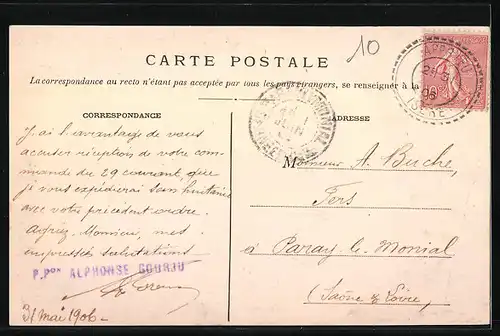 10
CARTE POSTALE
La correspondance au recto n'étant pas acceptée par tous les pays étrangers, se renseigner à la
CORRESPONDANCE
ADRESSE
J'ai l'avantage de vous
accuser réception de votre com-
mande du 29 courant, que
je vous expédierai
avec votre précédent ordre.
Agréez, Monsieur, mes
empressées salutations
P.Pon ALPHONSE GOURJU
31 Mai 1906
Monsieur A. Buche,
Fers
à Paray-le-Monial
(Saône & Loire)